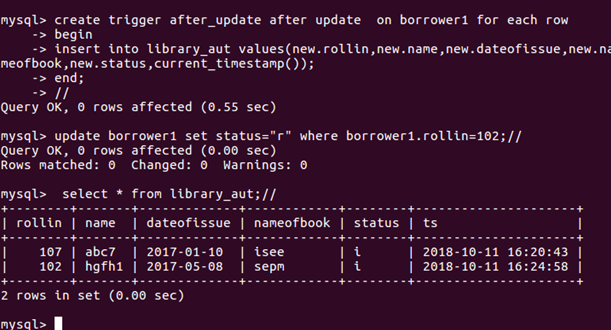 mysql> create trigger after_update after update  on borrower1 for each row
    -> begin
    -> insert into library_aut values(new.rollin,new.name,new.dateofissue,new.na
meofbook,new.status,current_timestamp());
    -> end;
    -> //
Query OK, 0 rows affected (0.55 sec)
mysql> update borrower1 set status="r" where borrower1.rollin=102;//
Query OK, 0 rows affected (0.00 sec)
Rows matched: 0  Changed: 0  Warnings: 0
mysql>  select * from library_aut;//
+--------+-------+-------------+------------+--------+---------------------+
| rollin | name  | dateofissue | nameofbook | status | ts                  |
+--------+-------+-------------+------------+--------+---------------------+
|    107 | abc7  | 2017-01-10  | isee       | i      | 2018-10-11 16:20:43 |
|    102 | hgfh1 | 2017-05-08  | sepm       | i      | 2018-10-11 16:24:58 |
+--------+-------+-------------+------------+--------+---------------------+
2 rows in set (0.00 sec)
mysql>